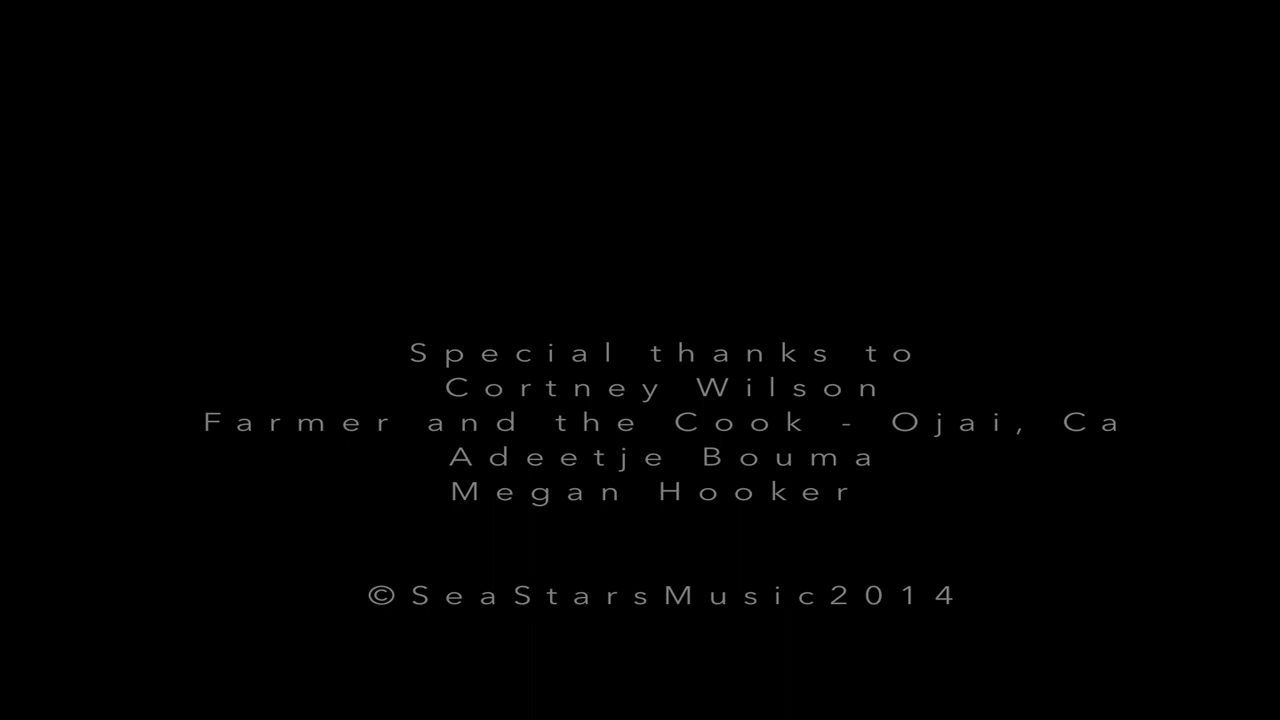 Special thanks to
Cortney Wilson
Farmer and the Cook - Ojai, Ca
Adeetje Bouma
Megan Hooker
©SeaStarsMusic2014